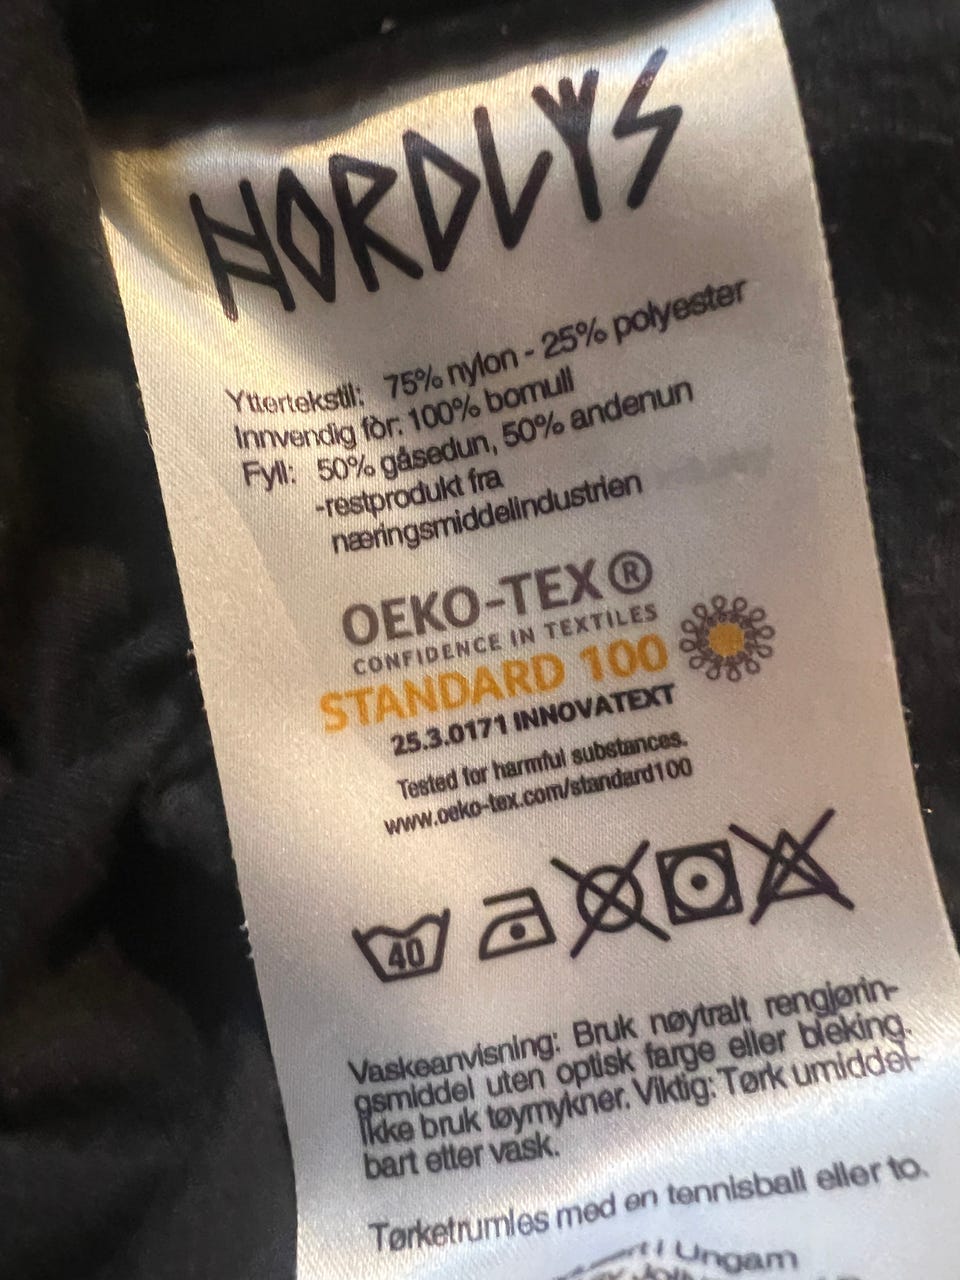 NORDLYS
Yttertekstil: 75% nylon - 25% polyester
Innvendig fòr: 100% bomull
Fyll: 50% gåsedun, 50% andenun
-restprodukt fra
næringsmiddelindustrien
OEKO-TEX®
CONFIDENCE IN TEXTILES
STANDARD 100
25.3.0171 INNOVATEXT
Tested for harmful substances.
www.oeko-tex.com/standard100
40
Vaskeanvisning: Bruk nøytralt rengjørin-
gsmiddel uten optisk farge eller bleking.
Ikke bruk tøymykner. Viktig: Tørk umiddel-
bart etter vask.
Tørketrumles med en tennisball eller to.
i Ungarn